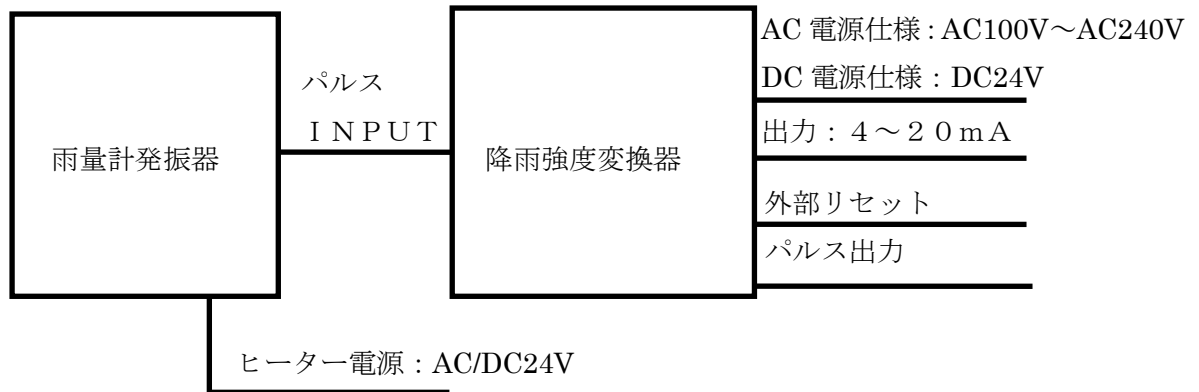 AC 電源仕様:AC100V～AC240V
DC 電源仕様：DC24V
パルス
ＩＮＰＵＴ
出力：４～２０ｍＡ
雨量計発振器
降雨強度変換器
外部リセット
パルス出力
ヒーター電源：AC/DC24V